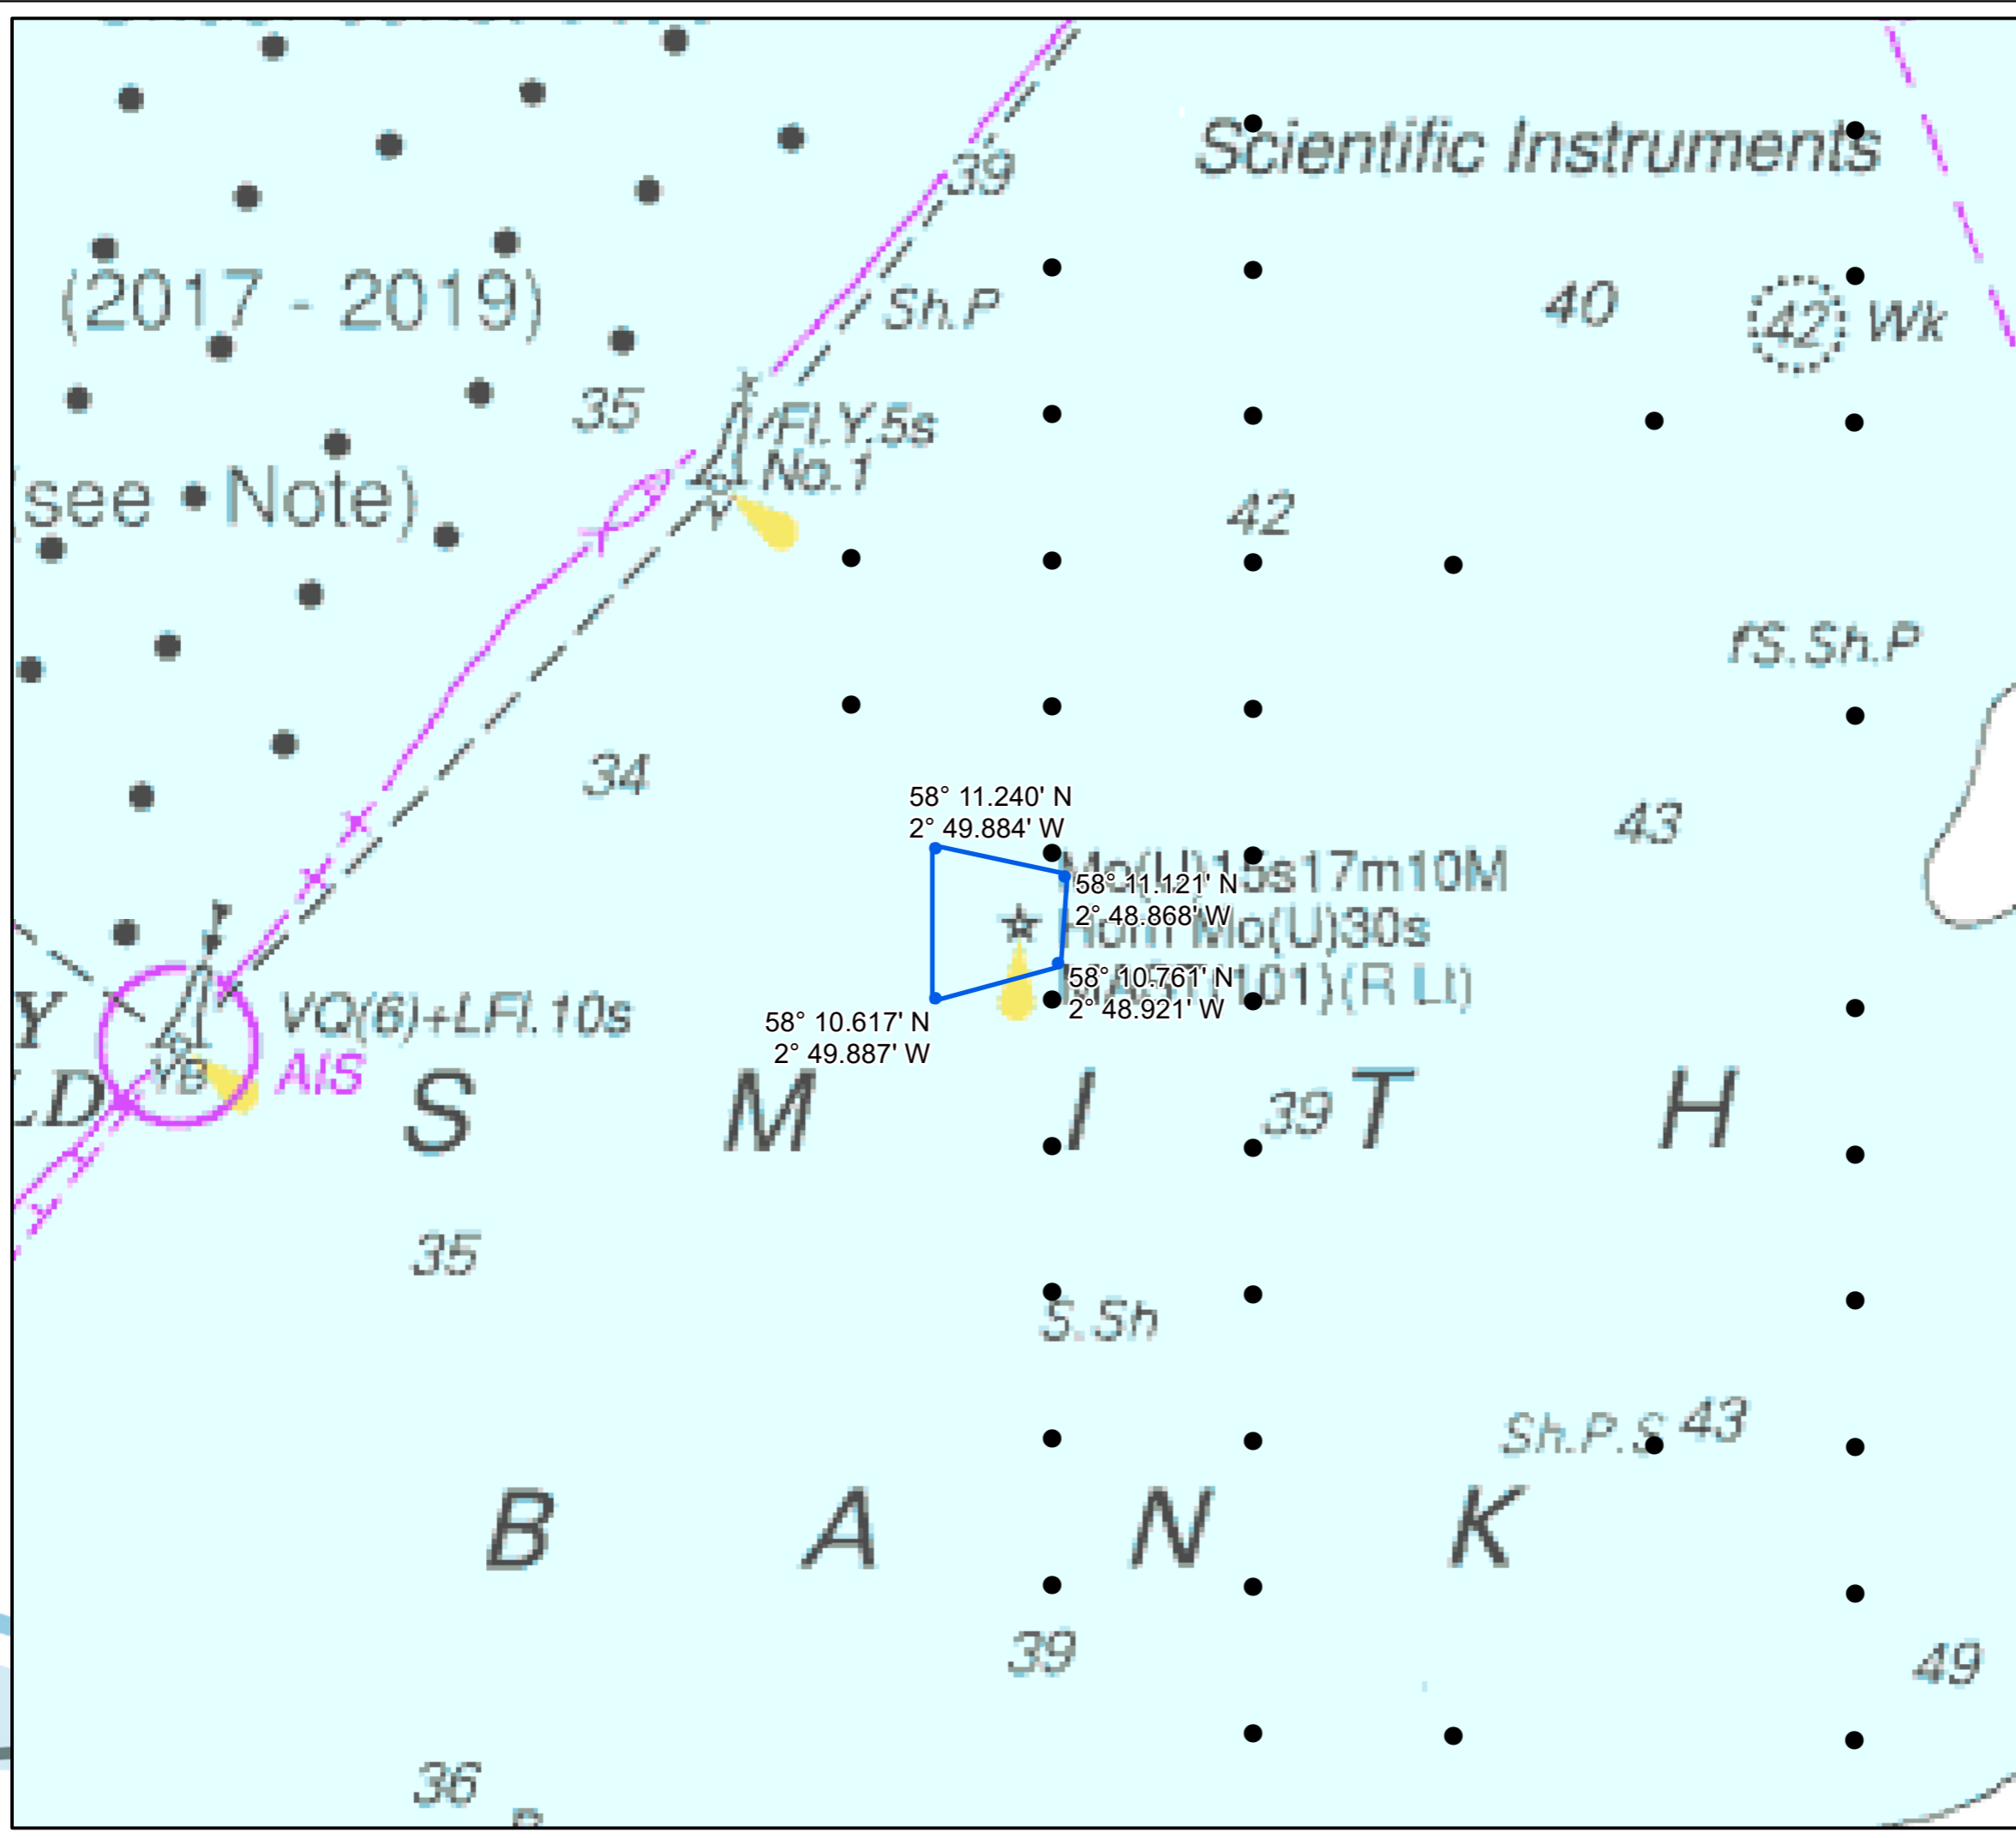 39
Scientific Instruments
(2017 - 2019)
Sh.P
40
42 Wk
35
Fl.Y.5s
No.1
(see Note)
42
fS.Sh.P
34
58° 11.240' N
2° 49.884' W
43
Mo(U)15s17m10M
58° 11.121' N
2° 48.868' W
Horn Mo(U)30s
58° 10.761' N
MAST(101)(R Lt)
2° 48.921' W
58° 10.617' N
2° 49.887' W
Y
VQ(6)+LFl.10s
YB
AIS
LD
S M I T H
39
35
S.Sh
Sh.P.S 43
B A N K
39
49
36